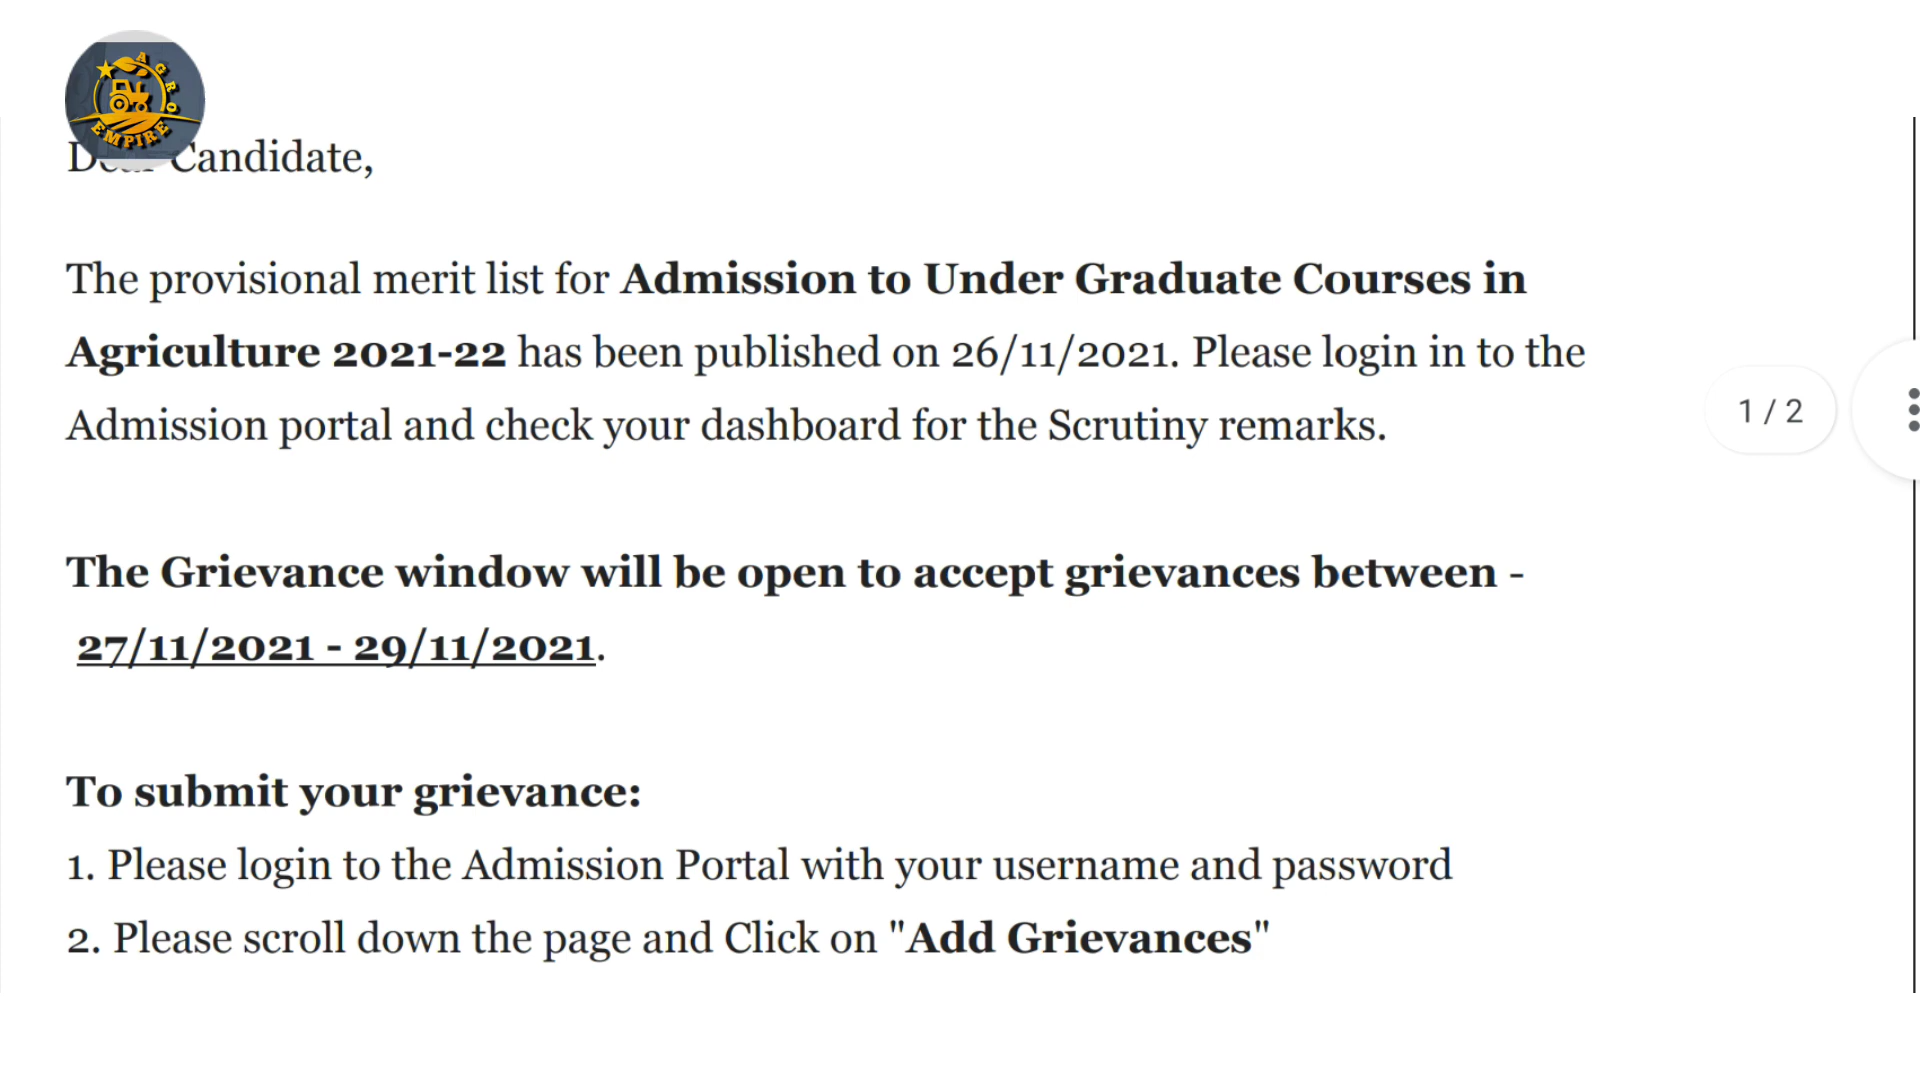 AGRO
EMPIRE
Dear Candidate,
The provisional merit list for Admission to Under Graduate Courses in
Agriculture 2021-22 has been published on 26/11/2021. Please login in to the
1 / 2
Admission portal and check your dashboard for the Scrutiny remarks.
The Grievance window will be open to accept grievances between -
27/11/2021 - 29/11/2021.
To submit your grievance:
1. Please login to the Admission Portal with your username and password
2. Please scroll down the page and Click on "Add Grievances"